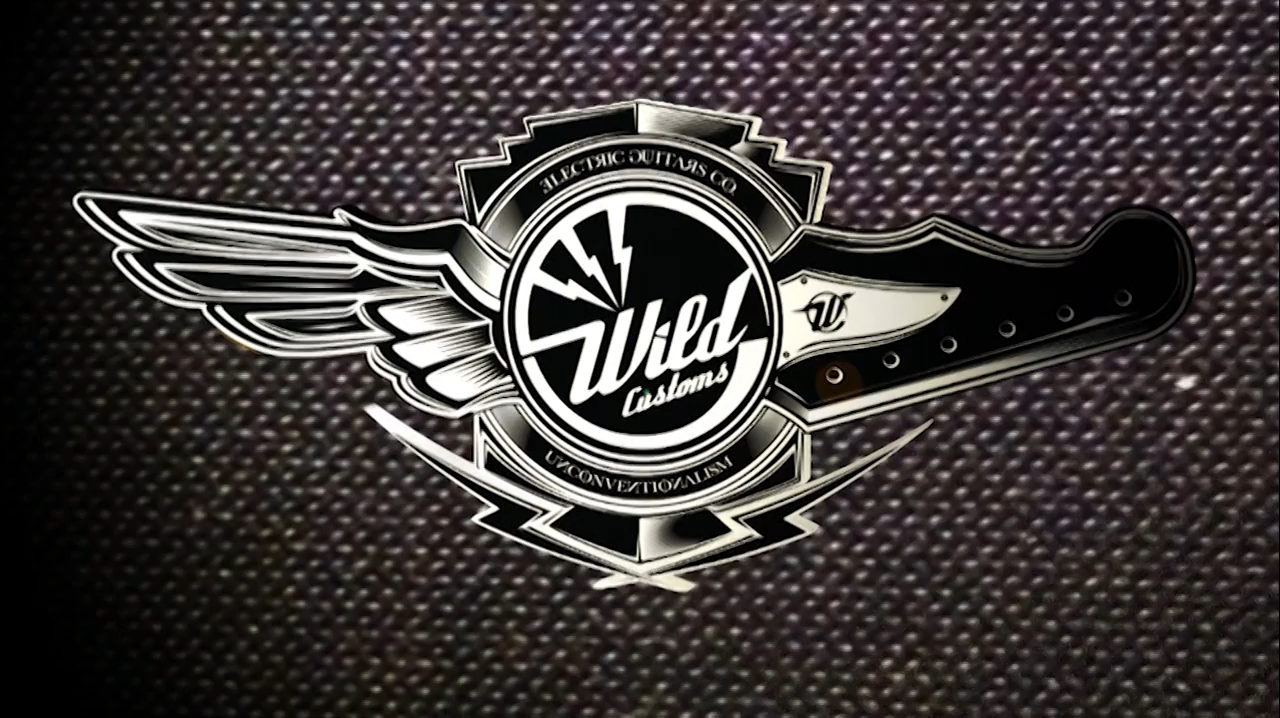 ELECTRIC GUITARS CO.
W
Wild
Customs
UNCONVENTIONALISM